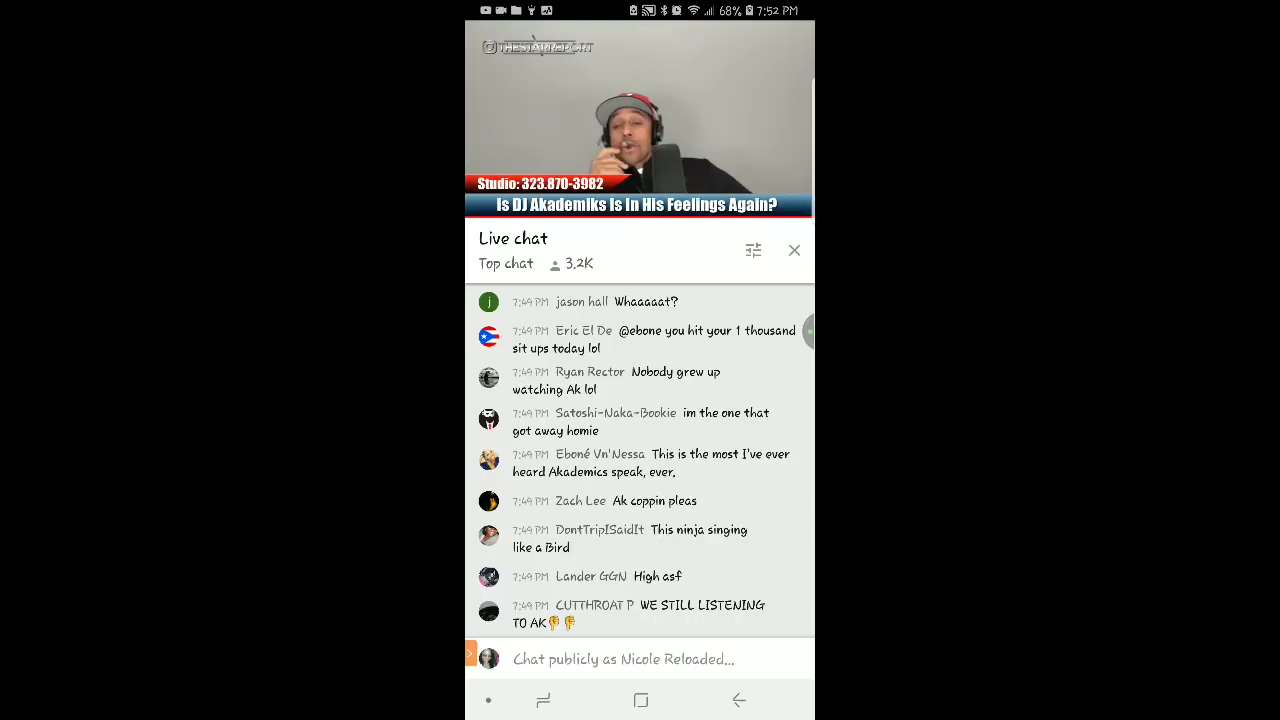 68% 7:52 PM
THESTARREPORT
Studio: 323.870-3982
Is DJ Akademiks Is In His Feelings Again?
Live chat
Top chat 3.2K
j 7:49 PM jason hall Whaaaaat?
7:49 PM Eric El De @ebone you hit your 1 thousand
sit ups today lol
7:49 PM Ryan Rector Nobody grew up
watching Ak lol
7:49 PM Satoshi-Naka-Bookie im the one that
got away homie
7:49 PM Eboné Vn'Nessa This is the most I've ever
heard Akademics speak, ever.
7:49 PM Zach Lee Ak coppin pleas
7:49 PM DontTripISaidIt This ninja singing
like a Bird
7:49 PM Lander GGN High asf
7:49 PM CUTTHROAT P WE STILL LISTENING
TO AK👎👎
Chat publicly as Nicole Reloaded...